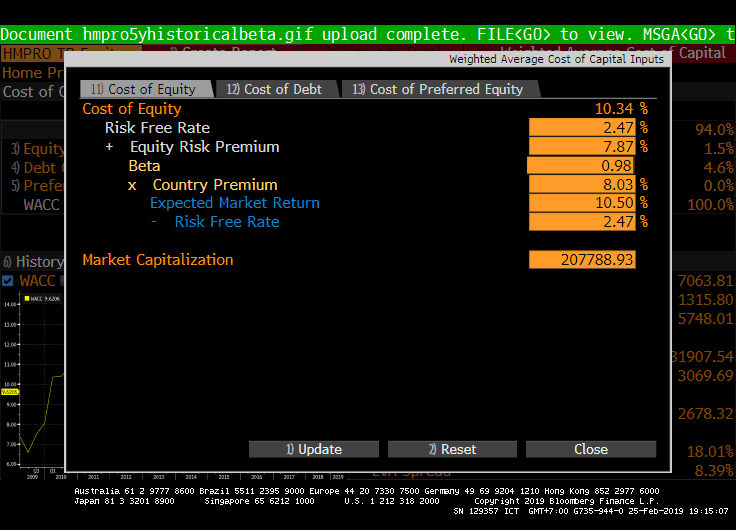 Document hmpro5yhistoricalbeta.gif upload complete. FILE<GO> to view. MSGA<GO> t
HMPRO TB Equity 1) Create Report Weighted Average Cost of Capital
Weighted Average Cost of Capital Inputs
Home Pr
Cost of C
11) Cost of Equity 12) Cost of Debt 13) Cost of Preferred Equity
Cost of Equity 10.34 %
Risk Free Rate 2.47 %
+ Equity Risk Premium 7.87 %
Beta 0.98
x Country Premium 8.03 %
Expected Market Return 10.50 %
- Risk Free Rate 2.47 %
Market Capitalization 207788.93
94.0%
3) Equity 1.5%
4) Debt 4.6%
5) Prefe 0.0%
WACC 100.0%
6) History
WACC 7063.81
1315.80
5748.01
31907.54
3069.69
2678.32
18.01%
EVA Spread 8.39%
WACC 9.6206
14.00
13.00
12.00
11.00
10.00
9.6206
9.00
8.00
7.00
6.00
Q3 Q1
2009 2010 2011 2012 2013 2014 2015 2016 2017 2018 2019
1) Update 2) Reset Close
Australia 61 2 9777 8600 Brazil 5511 2395 9000 Europe 44 20 7330 7500 Germany 49 69 9204 1210 Hong Kong 852 2977 6000
Japan 81 3 3201 8900 Singapore 65 6212 1000 U.S. 1 212 318 2000 Copyright 2019 Bloomberg Finance L.P.
SN 129357 ICT GMT+7:00 G735-944-0 25-Feb-2019 19:15:07